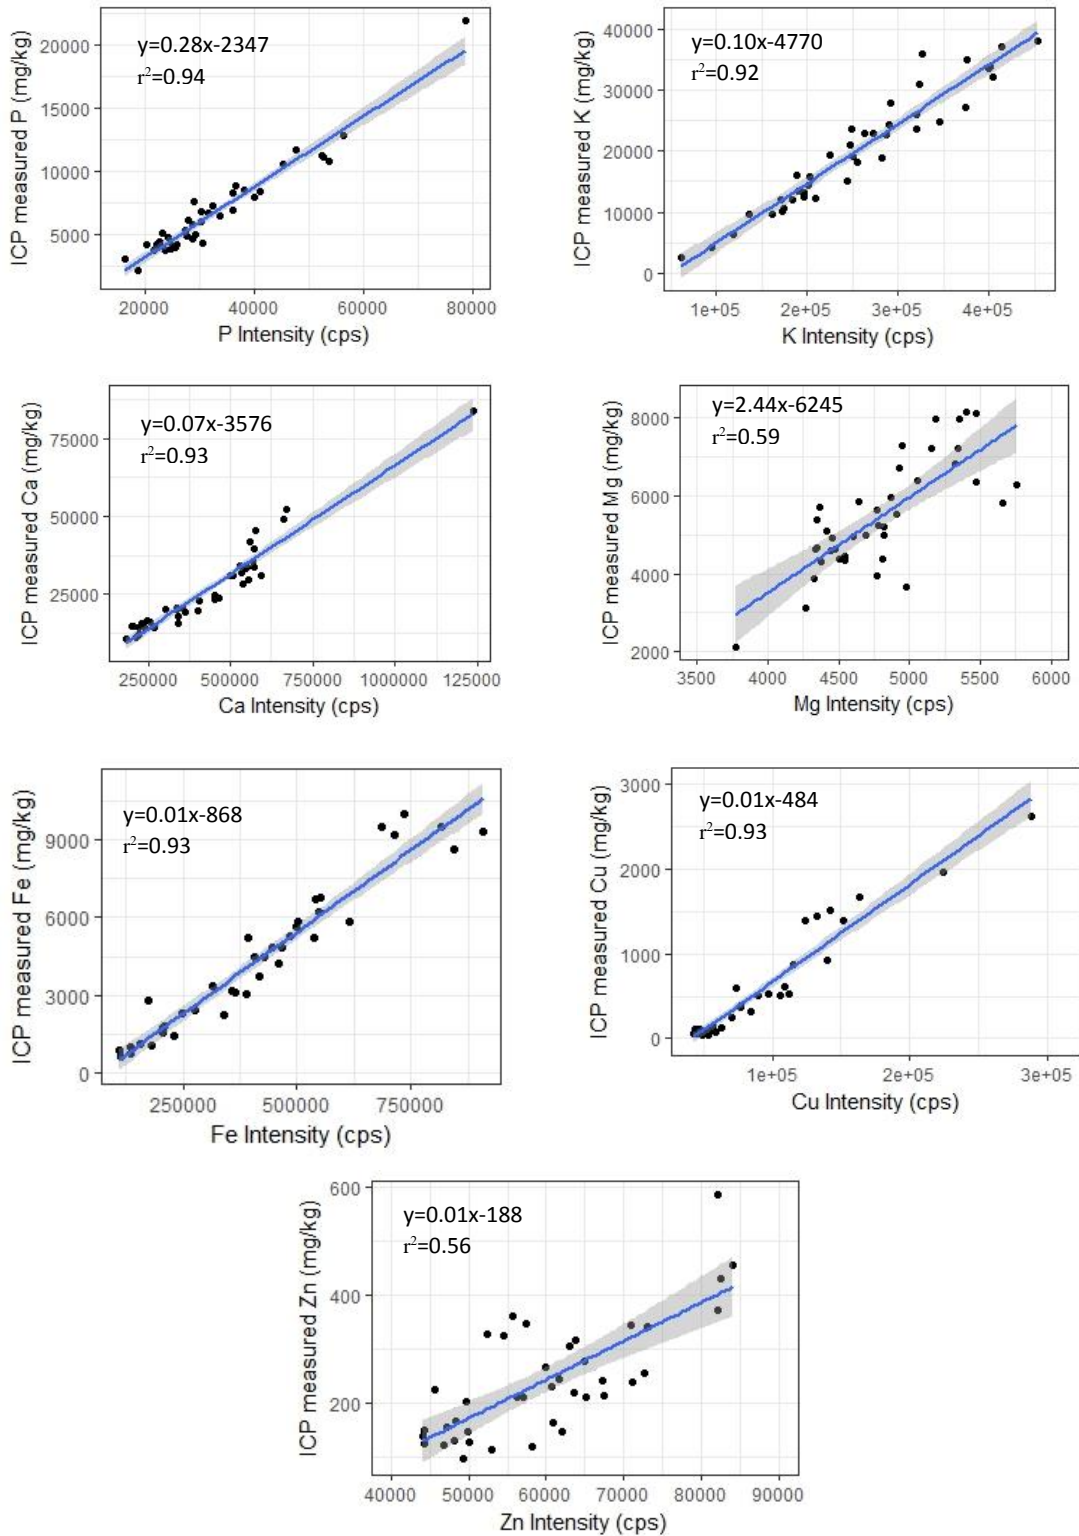 y=0.28x-2347
r²=0.94
ICP measured P (mg/kg)
20000
15000
10000
5000
20000 40000 60000 80000
P Intensity (cps)
y=0.10x-4770
r²=0.92
ICP measured K (mg/kg)
40000
30000
20000
10000
0
1e+05 2e+05 3e+05 4e+05
K Intensity (cps)
y=0.07x-3576
r²=0.93
ICP measured Ca (mg/kg)
75000
50000
25000
250000 500000 750000 1000000 125000
Ca Intensity (cps)
y=2.44x-6245
r²=0.59
ICP measured Mg (mg/kg)
8000
6000
4000
2000
3500 4000 4500 5000 5500 6000
Mg Intensity (cps)
y=0.01x-868
r²=0.93
ICP measured Fe (mg/kg)
9000
6000
3000
0
250000 500000 750000
Fe Intensity (cps)
y=0.01x-484
r²=0.93
ICP measured Cu (mg/kg)
3000
2000
1000
0
1e+05 2e+05 3e+05
Cu Intensity (cps)
y=0.01x-188
r²=0.56
ICP measured Zn (mg/kg)
600
400
200
40000 50000 60000 70000 80000 90000
Zn Intensity (cps)